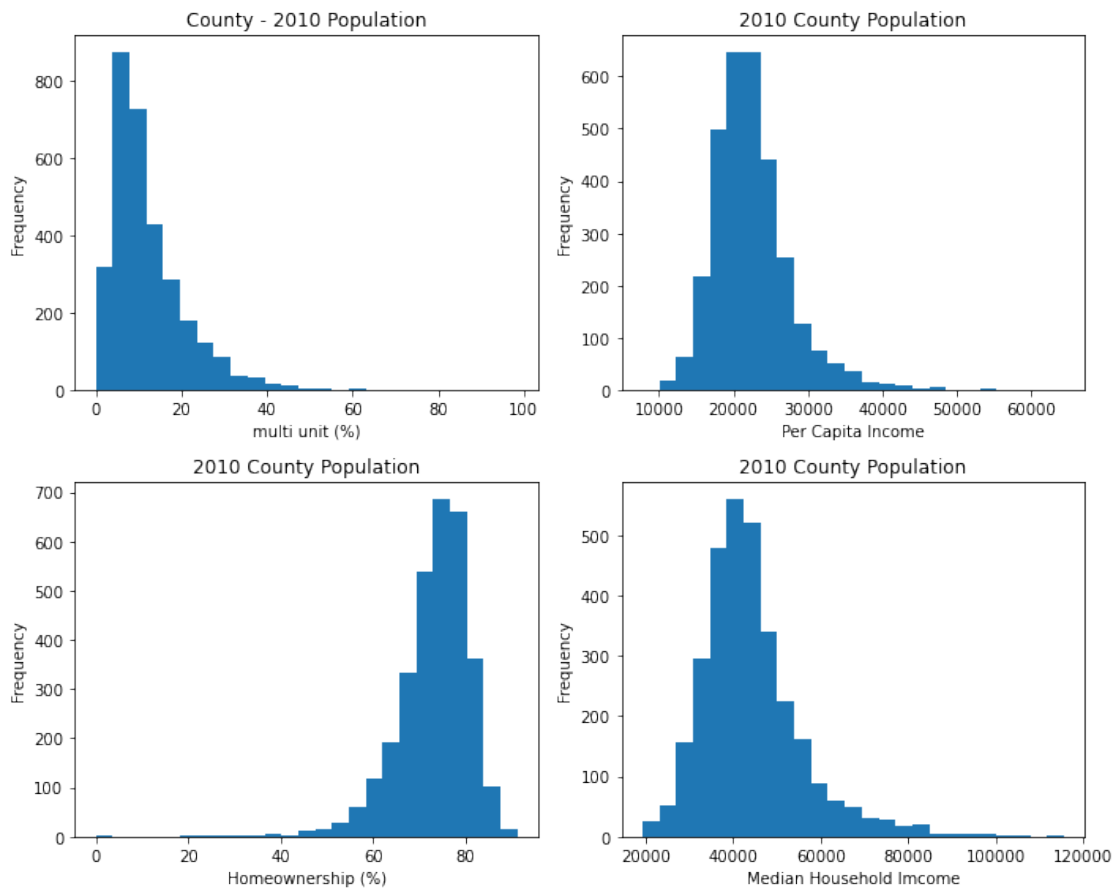 County - 2010 Population
800
600
400
200
0
Frequency
0 20 40 60 80 100
multi unit (%)
2010 County Population
600
500
400
300
200
100
0
Frequency
10000 20000 30000 40000 50000 60000
Per Capita Income
2010 County Population
700
600
500
400
300
200
100
0
Frequency
0 20 40 60 80
Homeownership (%)
2010 County Population
500
400
300
200
100
0
Frequency
20000 40000 60000 80000 100000 120000
Median Household Imcome